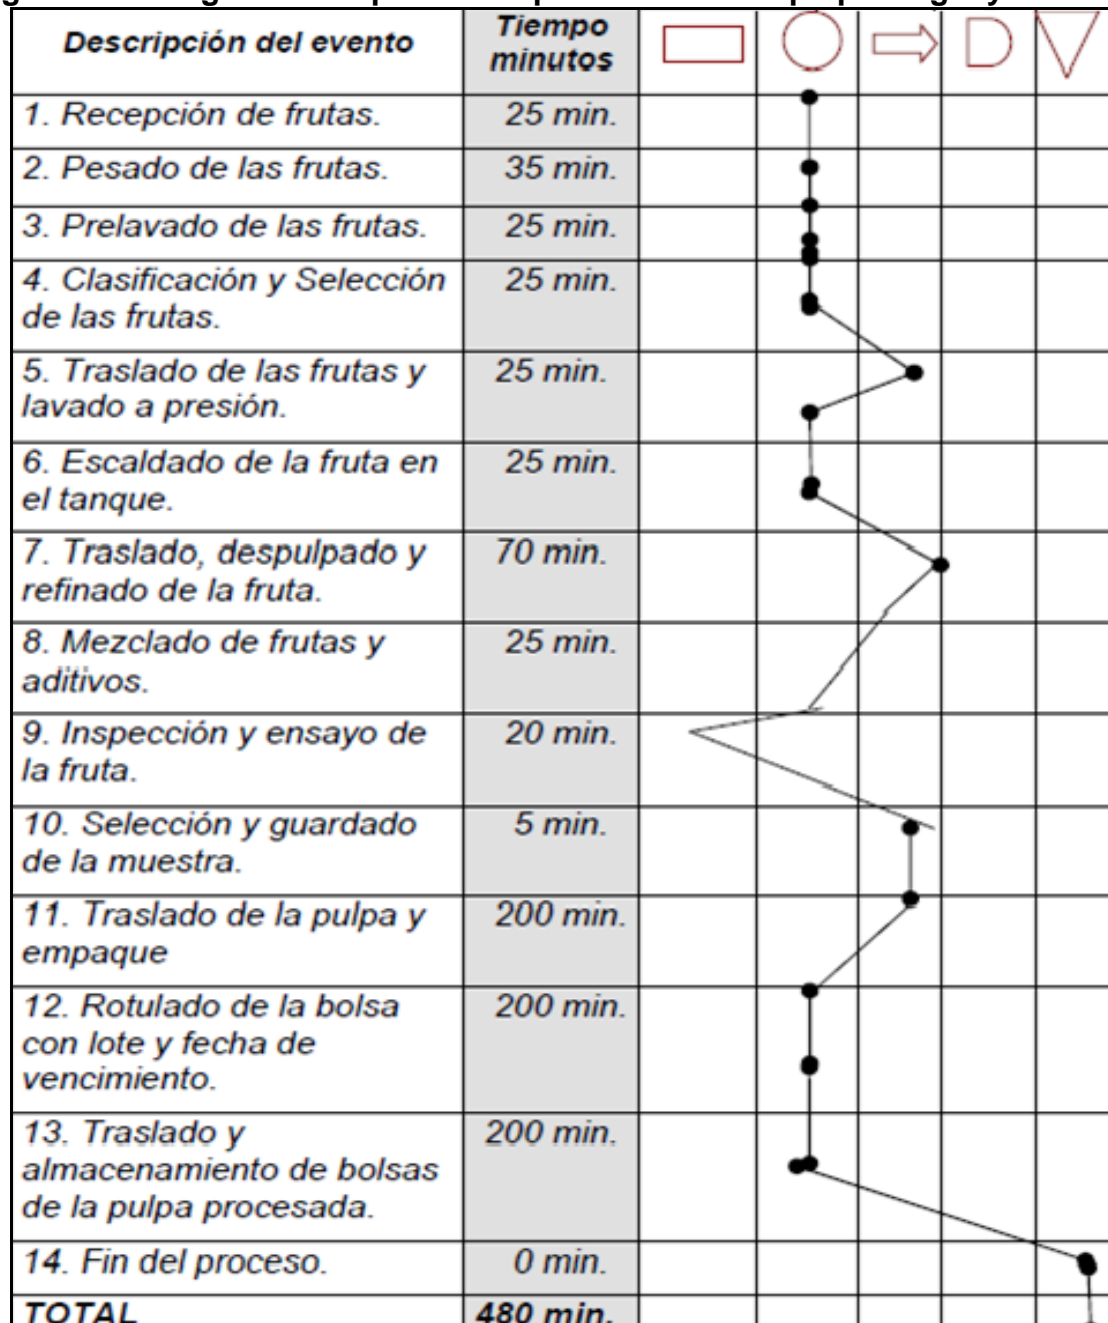 Descripción del evento
Tiempo
minutos
1. Recepción de frutas.
25 min.
2. Pesado de las frutas.
35 min.
3. Prelavado de las frutas.
25 min.
4. Clasificación y Selección
de las frutas.
25 min.
5. Traslado de las frutas y
lavado a presión.
25 min.
6. Escaldado de la fruta en
el tanque.
25 min.
7. Traslado, despulpado y
refinado de la fruta.
70 min.
8. Mezclado de frutas y
aditivos.
25 min.
9. Inspección y ensayo de
la fruta.
20 min.
10. Selección y guardado
de la muestra.
5 min.
11. Traslado de la pulpa y
empaque
200 min.
12. Rotulado de la bolsa
con lote y fecha de
vencimiento.
200 min.
13. Traslado y
almacenamiento de bolsas
de la pulpa procesada.
200 min.
14. Fin del proceso.
0 min.
TOTAL
480 min.